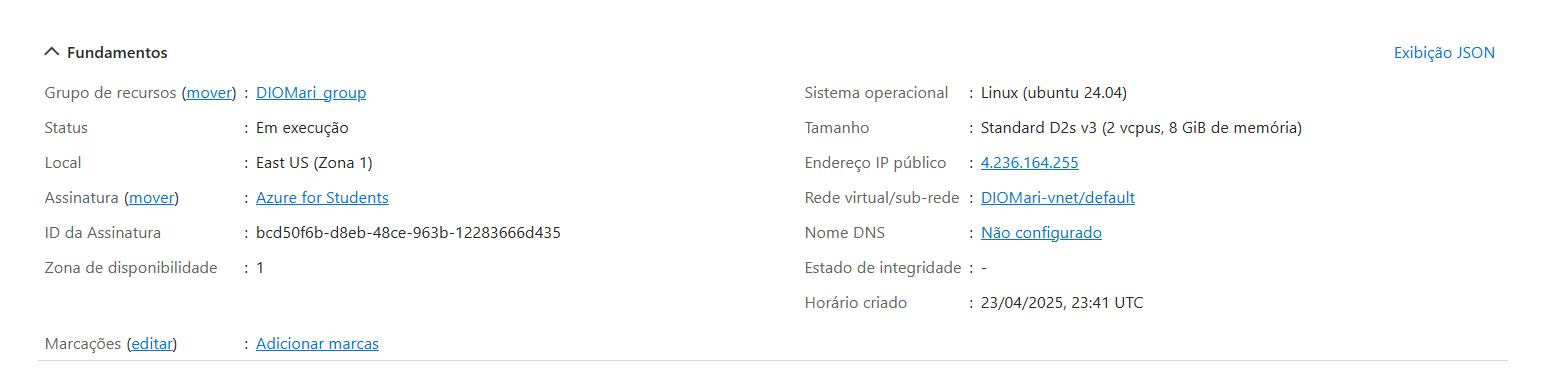 Fundamentos
Exibição JSON
Grupo de recursos (mover) : DIOMari_group
Status : Em execução
Local : East US (Zona 1)
Assinatura (mover) : Azure for Students
ID da Assinatura : bcd50f6b-d8eb-48ce-963b-12283666d435
Zona de disponibilidade : 1
Sistema operacional : Linux (ubuntu 24.04)
Tamanho : Standard D2s v3 (2 vcpus, 8 GiB de memória)
Endereço IP público : 4.236.164.255
Rede virtual/sub-rede : DIOMari-vnet/default
Nome DNS : Não configurado
Estado de integridade : -
Horário criado : 23/04/2025, 23:41 UTC
Marcações (editar) : Adicionar marcas